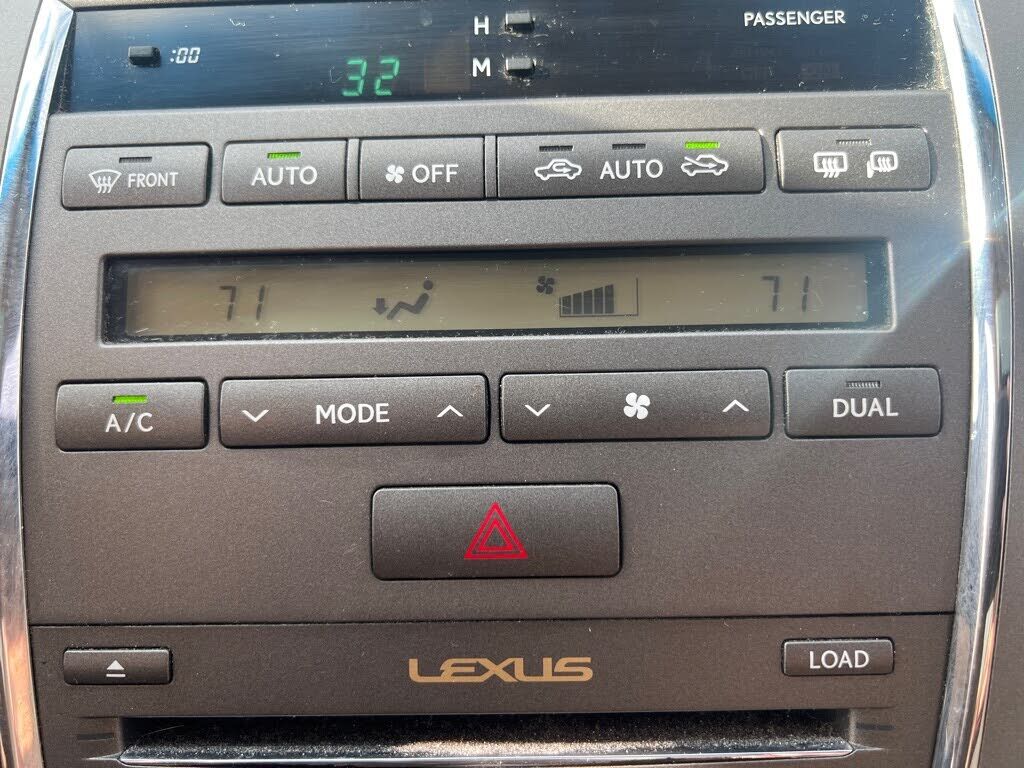 H
PASSENGER
:00
32
M
FRONT
AUTO
OFF
AUTO
71
71
A/C
MODE
DUAL
LEXUS
LOAD